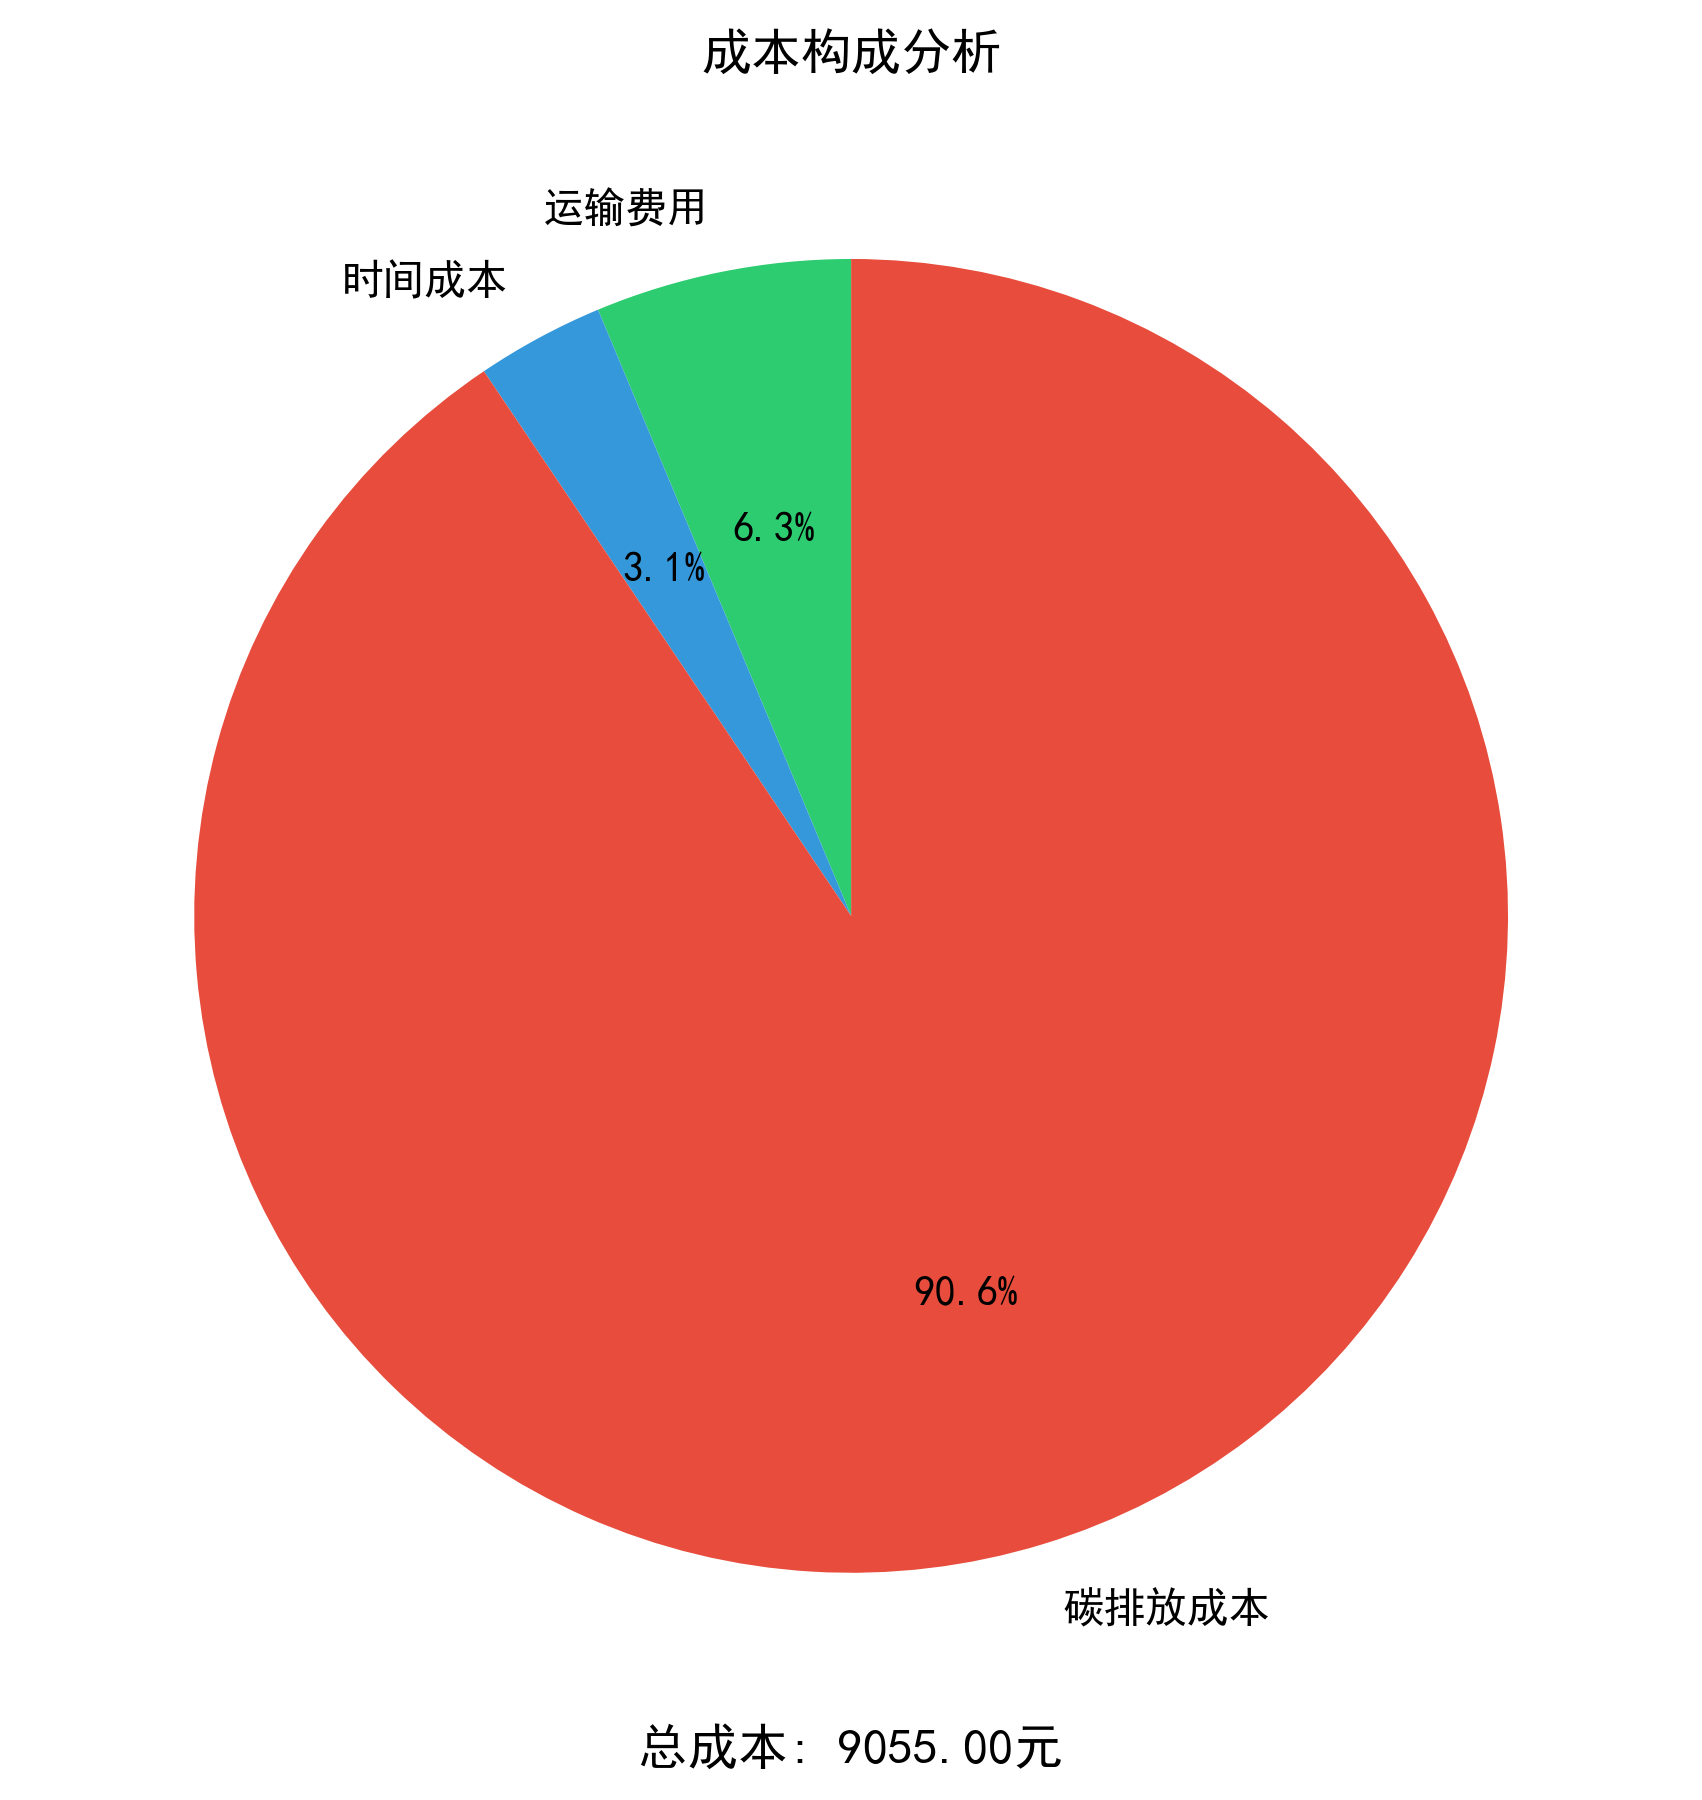 成本构成分析
运输费用
时间成本
6.3%
3.1%
90.6%
碳排放成本
总成本: 9055.00元